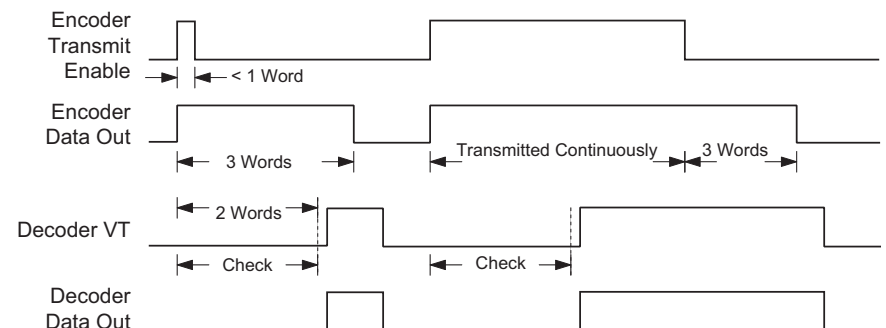 Encoder
Transmit
Enable
< 1 Word
Encoder
Data Out
3 Words
Transmitted Continuously
3 Words
Decoder VT
2 Words
Check
Check
Decoder
Data Out